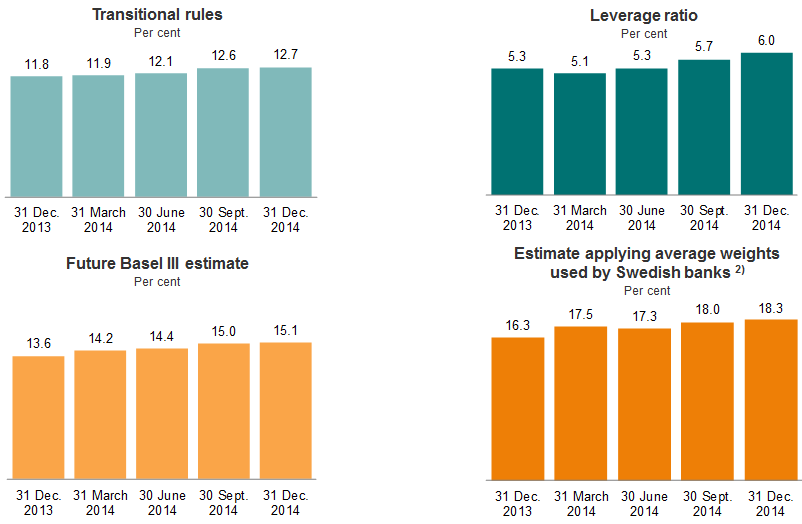 Transitional rules
Per cent
11.8 11.9 12.1 12.6 12.7
31 Dec. 31 March 30 June 30 Sept. 31 Dec.
2013 2014 2014 2014 2014
Leverage ratio
Per cent
5.3 5.1 5.3 5.7 6.0
31 Dec. 31 March 30 June 30 Sept. 31 Dec.
2013 2014 2014 2014 2014
Future Basel III estimate
Per cent
13.6 14.2 14.4 15.0 15.1
31 Dec. 31 March 30 June 30 Sept. 31 Dec.
2013 2014 2014 2014 2014
Estimate applying average weights
used by Swedish banks 2)
Per cent
16.3 17.5 17.3 18.0 18.3
31 Dec. 31 March 30 June 30 Sept. 31 Dec.
2013 2014 2014 2014 2014